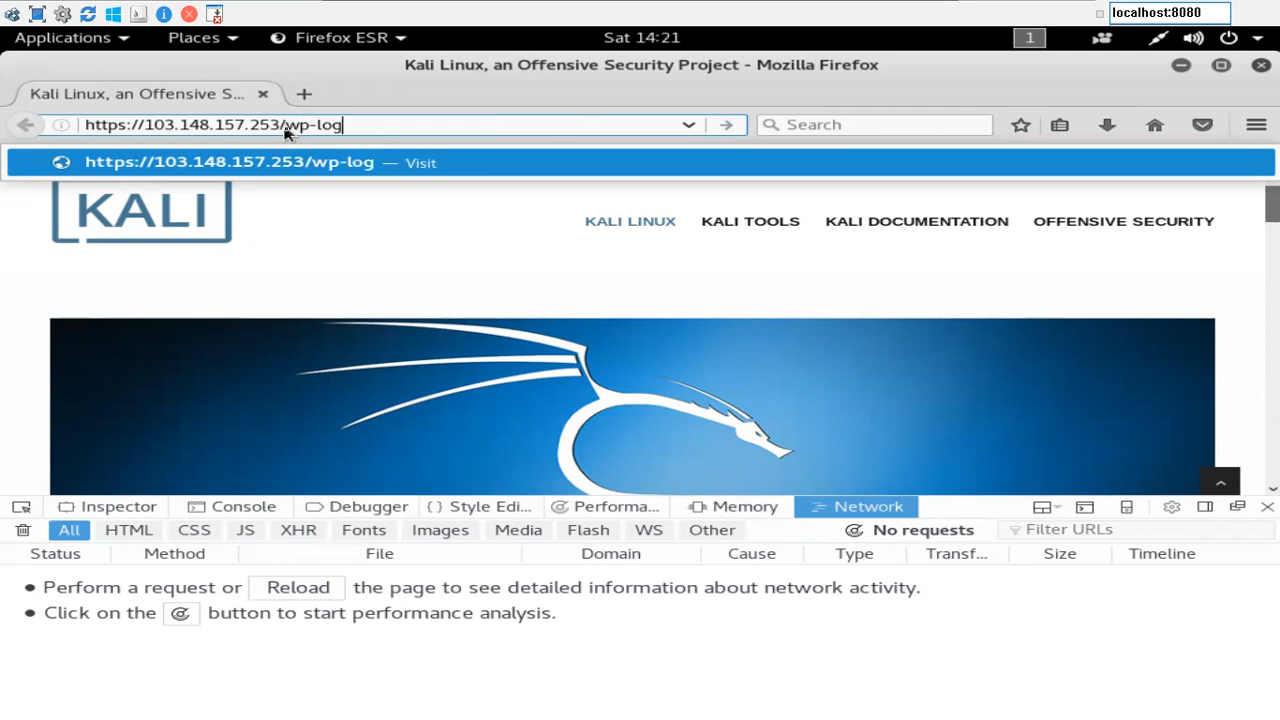 localhost:8080
Applications Places Firefox ESR Sat 14:21 1
Kali Linux, an Offensive Security Project - Mozilla Firefox
Kali Linux, an Offensive S...
https://103.148.157.253/wp-log Search
https://103.148.157.253/wp-log — Visit
KALI KALI LINUX KALI TOOLS KALI DOCUMENTATION OFFENSIVE SECURITY
Inspector Console Debugger Style Edi... Performa... Memory Network
All HTML CSS JS XHR Fonts Images Media Flash WS Other No requests Filter URLs
Status Method File Domain Cause Type Transf... Size Timeline
Perform a request or Reload the page to see detailed information about network activity.
Click on the button to start performance analysis.